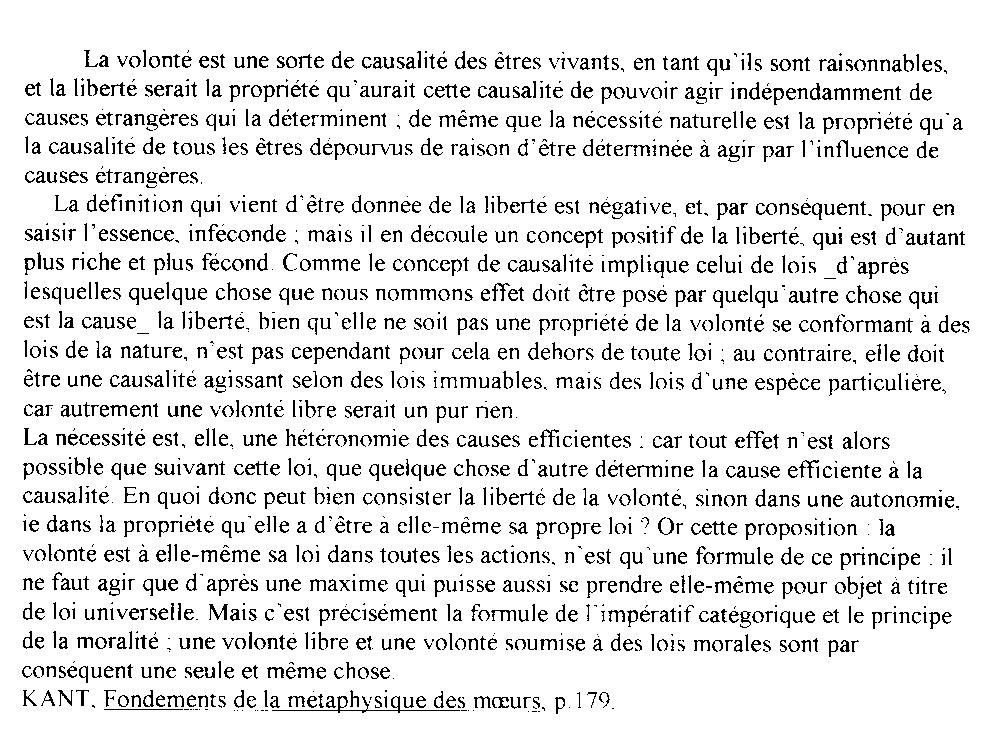 La volonté est une sorte de causalité des êtres vivants, en tant qu'ils sont raisonnables,
et la liberté serait la propriété qu'aurait cette causalité de pouvoir agir indépendamment de
causes étrangères qui la déterminent ; de même que la nécessité naturelle est la propriété qu'a
la causalité de tous les êtres dépourvus de raison d'être déterminée à agir par l'influence de
causes étrangères.
La définition qui vient d'être donnée de la liberté est négative, et, par conséquent, pour en
saisir l'essence, inféconde ; mais il en découle un concept positif de la liberté, qui est d'autant
plus riche et plus fécond. Comme le concept de causalité implique celui de lois _d'après
lesquelles quelque chose que nous nommons effet doit être posé par quelqu'autre chose qui
est la cause_ la liberté, bien qu'elle ne soit pas une propriété de la volonté se conformant à des
lois de la nature, n'est pas cependant pour cela en dehors de toute loi ; au contraire, elle doit
être une causalité agissant selon des lois immuables, mais des lois d'une espèce particulière,
car autrement une volonté libre serait un pur rien.
La nécessité est, elle, une hétéronomie des causes efficientes ; car tout effet n'est alors
possible que suivant cette loi, que quelque chose d'autre détermine la cause efficiente à la
causalité. En quoi donc peut bien consister la liberté de la volonté, sinon dans une autonomie,
ie dans la propriété qu'elle a d'être à elle-même sa propre loi ? Or cette proposition : la
volonté est à elle-même sa loi dans toutes les actions, n'est qu'une formule de ce principe : il
ne faut agir que d'après une maxime qui puisse aussi se prendre elle-même pour objet à titre
de loi universelle. Mais c'est précisément la formule de l'impératif catégorique et le principe
de la moralité ; une volonté libre et une volonté soumise à des lois morales sont par
conséquent une seule et même chose.
KANT, Fondements de la métaphysique des mœurs, p.179.